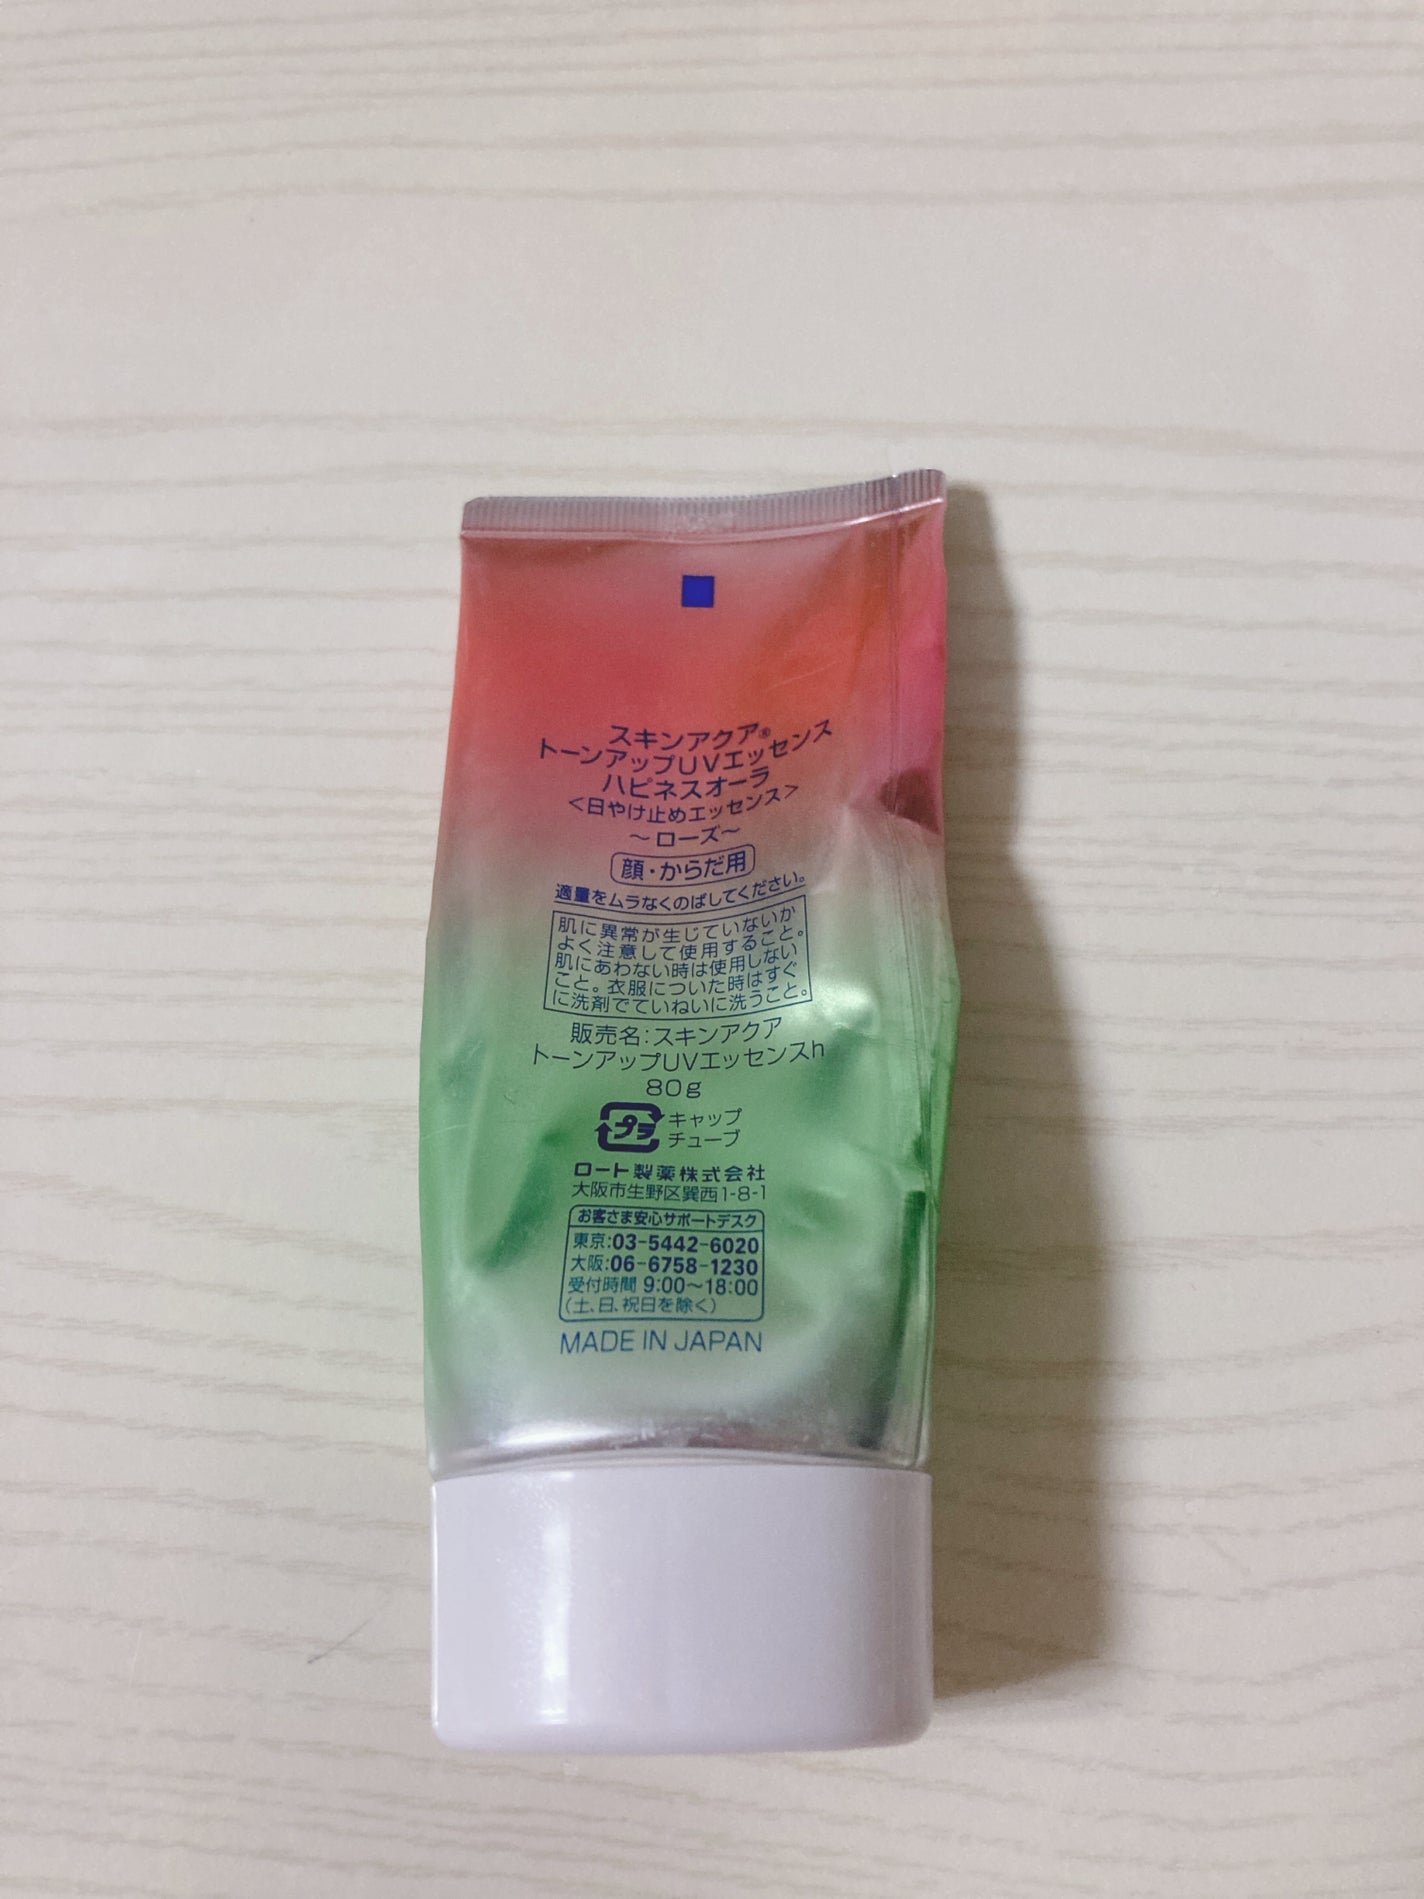 スキンアクア®
トーンアップUVエッセンス
ハピネスオーラ
<日やけ止めエッセンス>
～ローズ～
顔・からだ用
適量をムラなくのばしてください。
肌に異常が生じていないか
よく注意して使用すること。
肌にあわない時は使用しない
こと。衣服についた時はすぐ
に洗剤でていねいに洗うこと。
販売名:スキンアクア
トーンアップUVエッセンスh
80g
プラ キャップ
チューブ
ロート製薬株式会社
大阪市生野区巽西1-8-1
お客さま安心サポートデスク
東京:03-5442-6020
大阪:06-6758-1230
受付時間 9:00～18:00
(土、日、祝日を除く)
MADE IN JAPAN